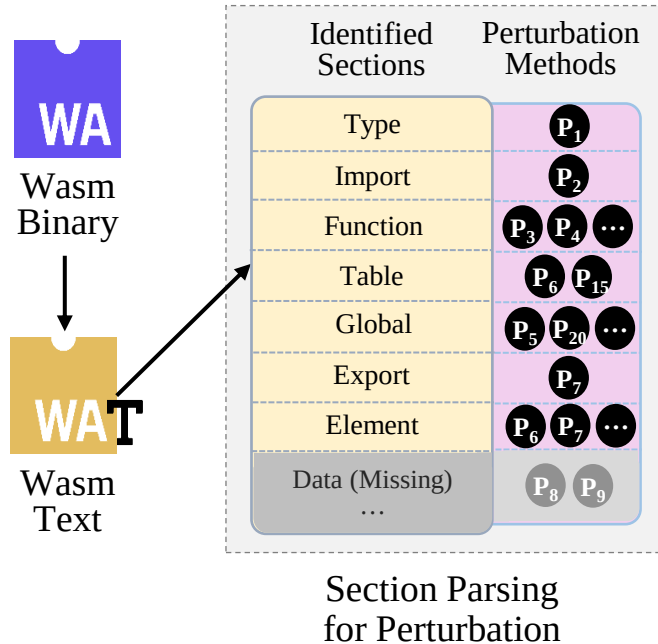 Identified
Sections
Perturbation
Methods
WA
Wasm
Binary
WAT
Wasm
Text
Type
P1
Import
P2
Function
P3 P4 ...
Table
P6 P15
Global
P5 P20 ...
Export
P7
Element
P6 P7 ...
Data (Missing)
...
P8 P9
Section Parsing
for Perturbation